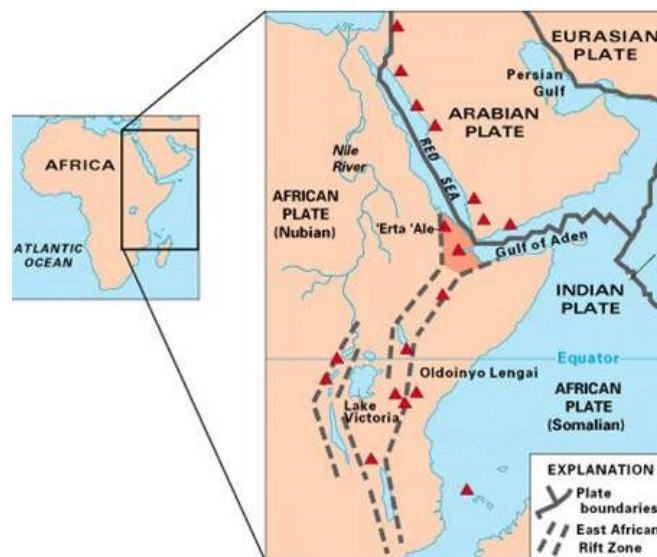 AFRICA
ATLANTIC
OCEAN
EURASIAN
PLATE
Persian
Gulf
ARABIAN
PLATE
RED SEA
Nile
River
AFRICAN
PLATE
(Nubian)
'Erta 'Ale
Gulf of Aden
INDIAN
PLATE
Equator
Oldoinyo Lengai
Lake
Victoria
AFRICAN
PLATE
(Somalian)
EXPLANATION
Plate
boundaries
East African
Rift Zone